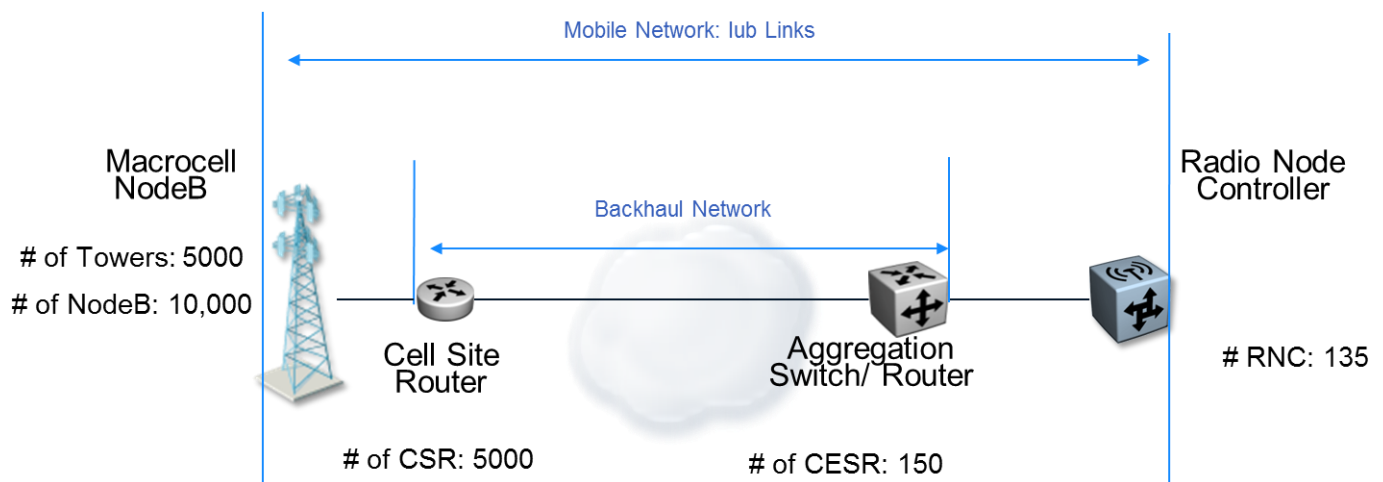 Mobile Network: Iub Links
Macrocell
NodeB
Radio Node
Controller
Backhaul Network
# of Towers: 5000
# of NodeB: 10,000
Cell Site
Router
Aggregation
Switch/ Router
# RNC: 135
# of CSR: 5000
# of CESR: 150